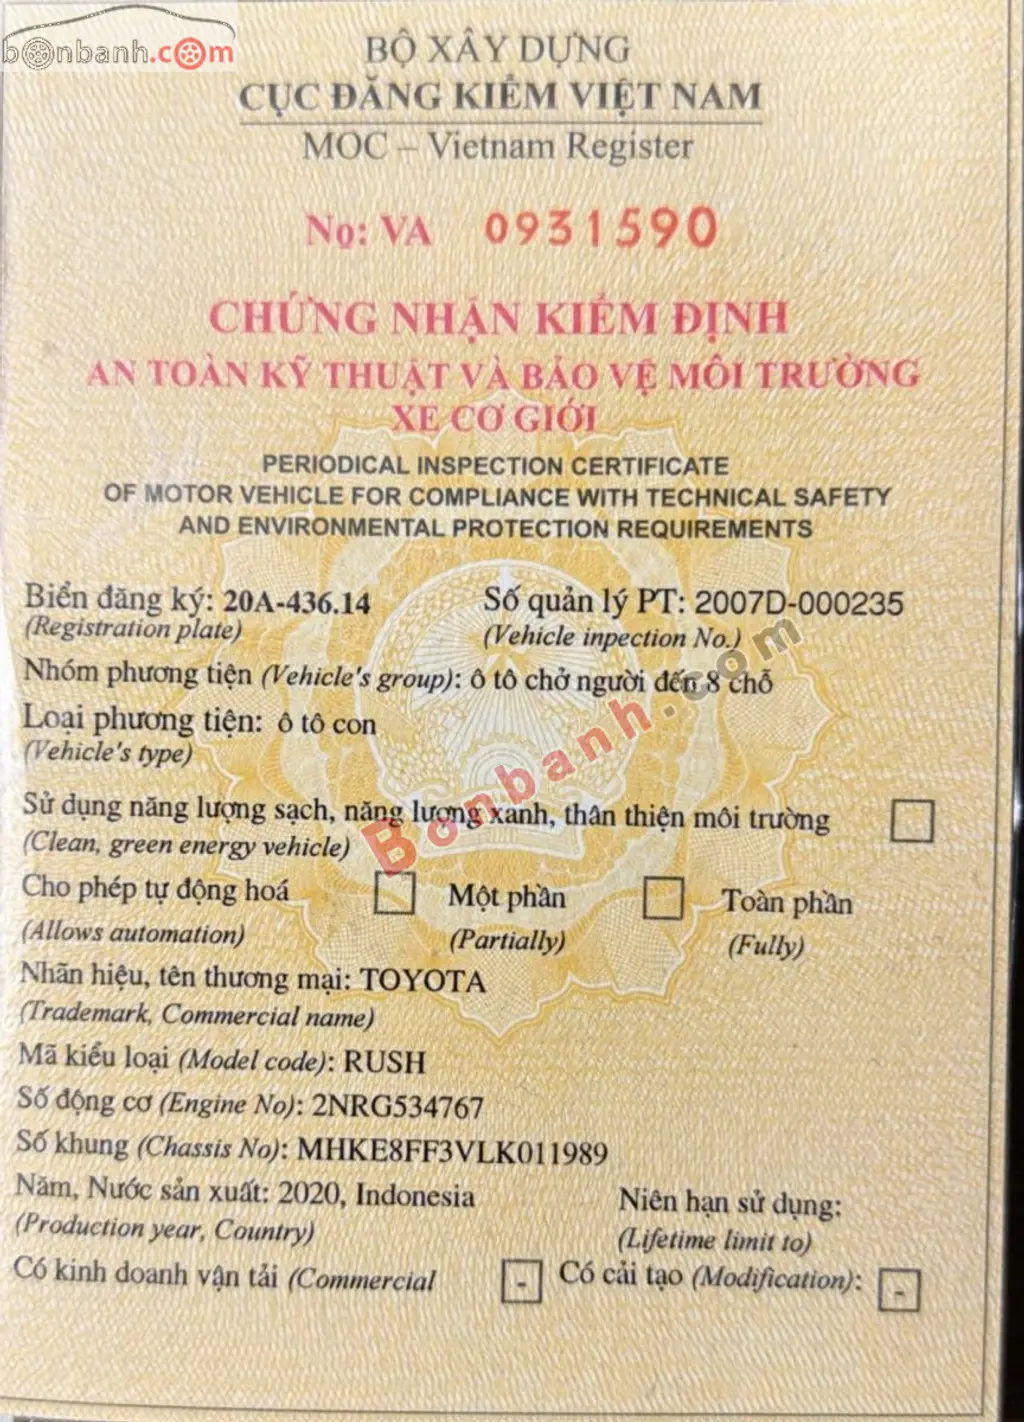 bonbanh.com
BỘ XÂY DỰNG
CỤC ĐĂNG KIỂM VIỆT NAM
MOC – Vietnam Register
Nọ: VA 0931590
CHỨNG NHẬN KIỂM ĐỊNH
AN TOÀN KỸ THUẬT VÀ BẢO VỆ MÔI TRƯỜNG
XE CƠ GIỚI
PERIODICAL INSPECTION CERTIFICATE
OF MOTOR VEHICLE FOR COMPLIANCE WITH TECHNICAL SAFETY
AND ENVIRONMENTAL PROTECTION REQUIREMENTS
Biển đăng ký: 20A-436.14 Số quản lý PT: 2007D-000235
(Registration plate) (Vehicle inpection No.)
Nhóm phương tiện (Vehicle's group): ô tô chở người đến 8 chỗ
Loại phương tiện: ô tô con
(Vehicle's type)
Bonbanh.com
Sử dụng năng lượng sạch, năng lượng xanh, thân thiện môi trường
(Clean, green energy vehicle)
Cho phép tự động hoá Một phần Toàn phần
(Allows automation) (Partially) (Fully)
Nhãn hiệu, tên thương mại: TOYOTA
(Trademark, Commercial name)
Mã kiểu loại (Model code): RUSH
Số động cơ (Engine No): 2NRG534767
Số khung (Chassis No): MHKE8FF3VLK011989
Năm, Nước sản xuất: 2020, Indonesia Niên hạn sử dụng:
(Production year, Country) (Lifetime limit to)
Có kinh doanh vận tải (Commercial - Có cải tạo (Modification): -